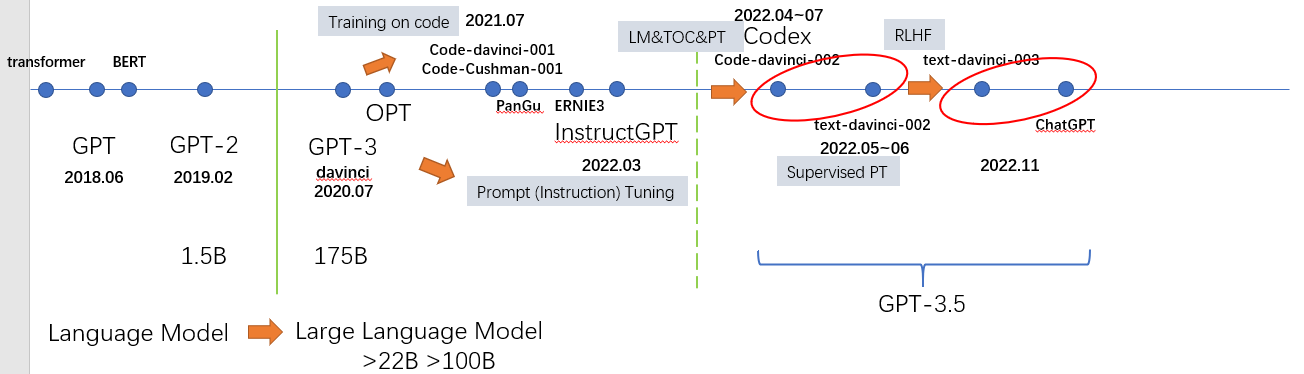 Training on code
2021.07
2022.04~07
LM&TOC&PT
Codex
RLHF
transformer
BERT
Code-davinci-001
Code-Cushman-001
Code-davinci-002
text-davinci-003
OPT
PanGu
ERNIE3
InstructGPT
text-davinci-002
ChatGPT
GPT
GPT-2
GPT-3
2018.06
2019.02
davinci
2020.07
2022.03
2022.05~06
2022.11
Prompt (Instruction) Tuning
Supervised PT
1.5B
175B
GPT-3.5
Language Model
Large Language Model
>22B >100B